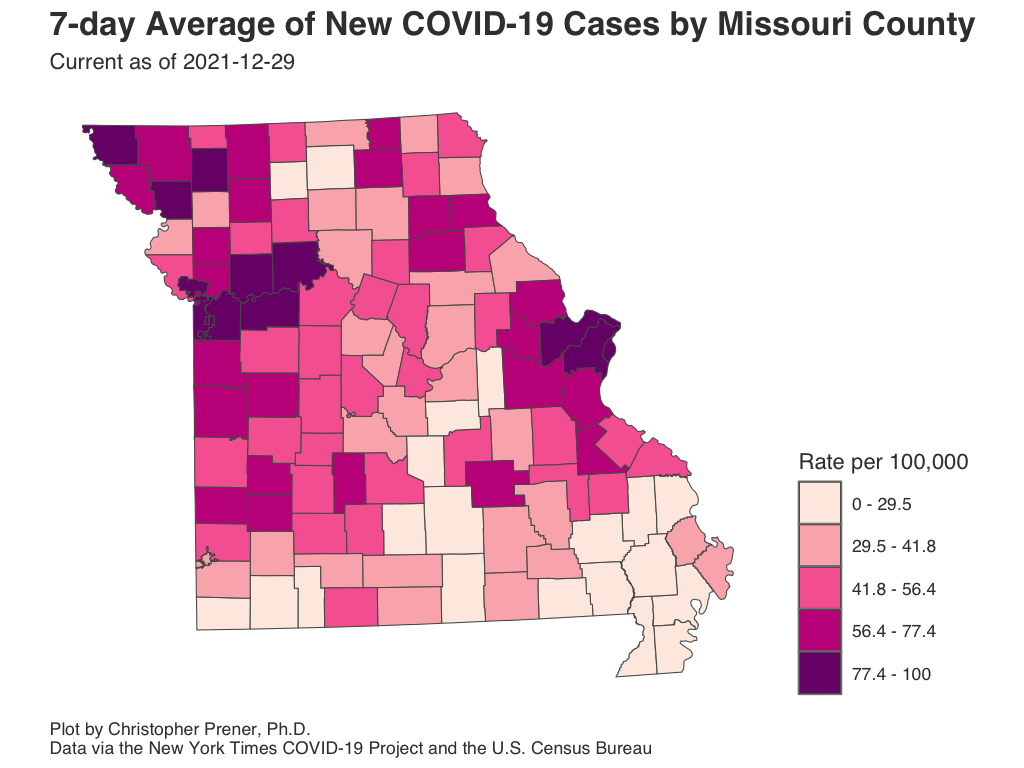 7-day Average of New COVID-19 Cases by Missouri County
Current as of 2021-12-29
Rate per 100,000
0 - 29.5
29.5 - 41.8
41.8 - 56.4
56.4 - 77.4
77.4 - 100
Plot by Christopher Prener, Ph.D.
Data via the New York Times COVID-19 Project and the U.S. Census Bureau